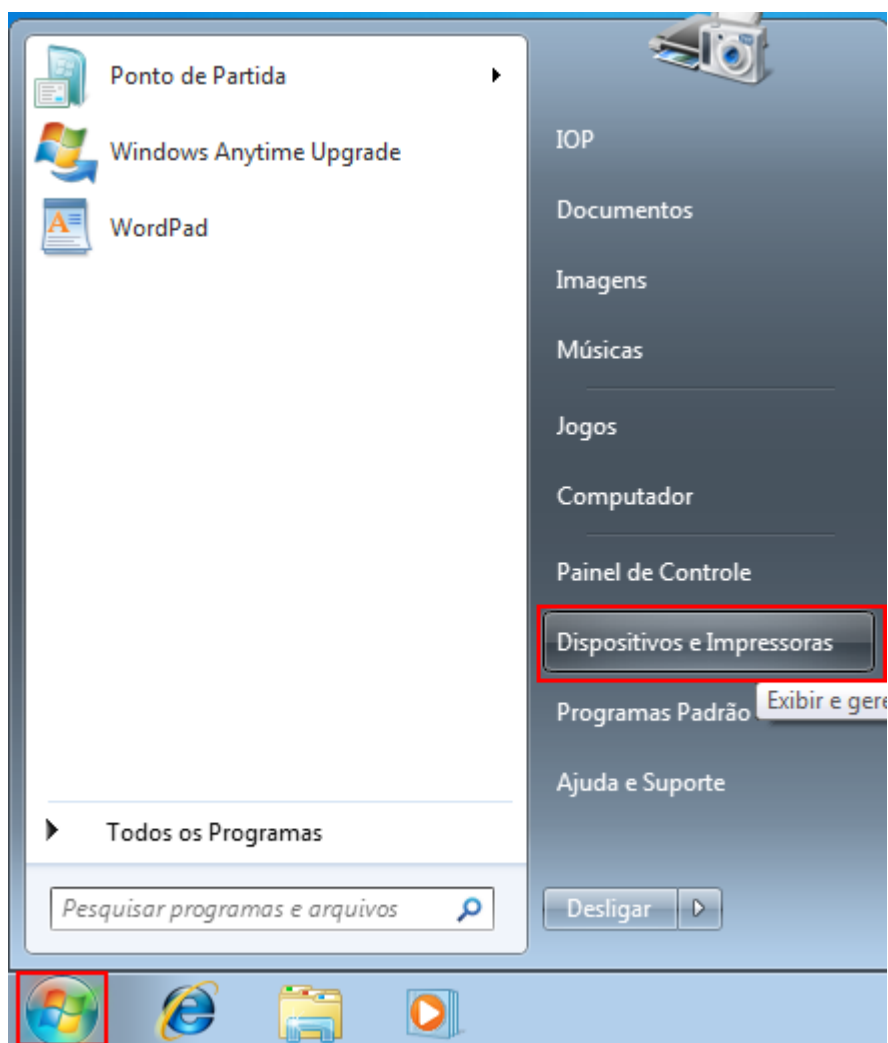 Ponto de Partida
Windows Anytime Upgrade
WordPad
Todos os Programas
Pesquisar programas e arquivos
IOP
Documentos
Imagens
Músicas
Jogos
Computador
Painel de Controle
Dispositivos e Impressoras
Exibir e gere
Programas Padrão
Ajuda e Suporte
Desligar